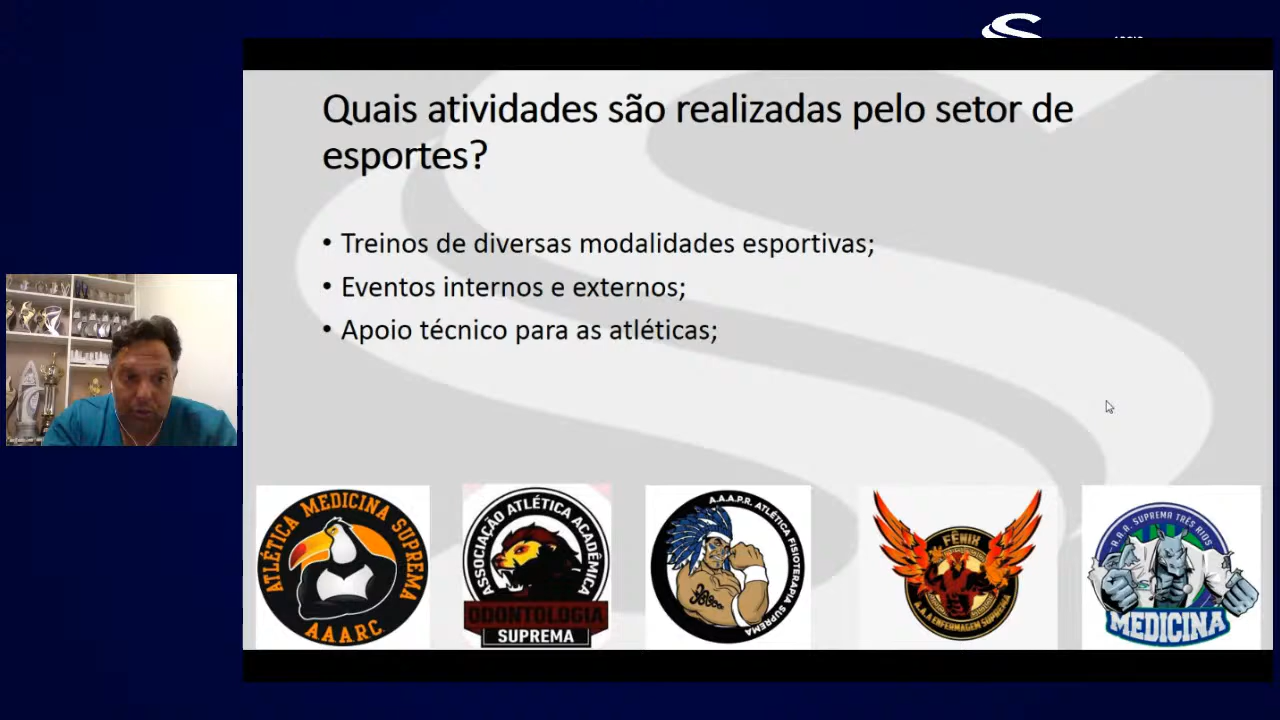 Quais atividades são realizadas pelo setor de
esportes?
• Treinos de diversas modalidades esportivas;
• Eventos internos e externos;
• Apoio técnico para as atléticas;
ATLÉTICA MEDICINA SUPREMA
A.A.A.R.C.
ASSOCIAÇÃO ATLÉTICA ACADÊMICA
ODONTOLOGIA
SUPREMA
A.A.A.P.R. ATLÉTICA FISIOTERAPIA SUPREMA
FÊNIX
A.A.A ENFERMAGEM SUPREMA
A.A.A. SUPREMA TRÊS RIOS
MEDICINA